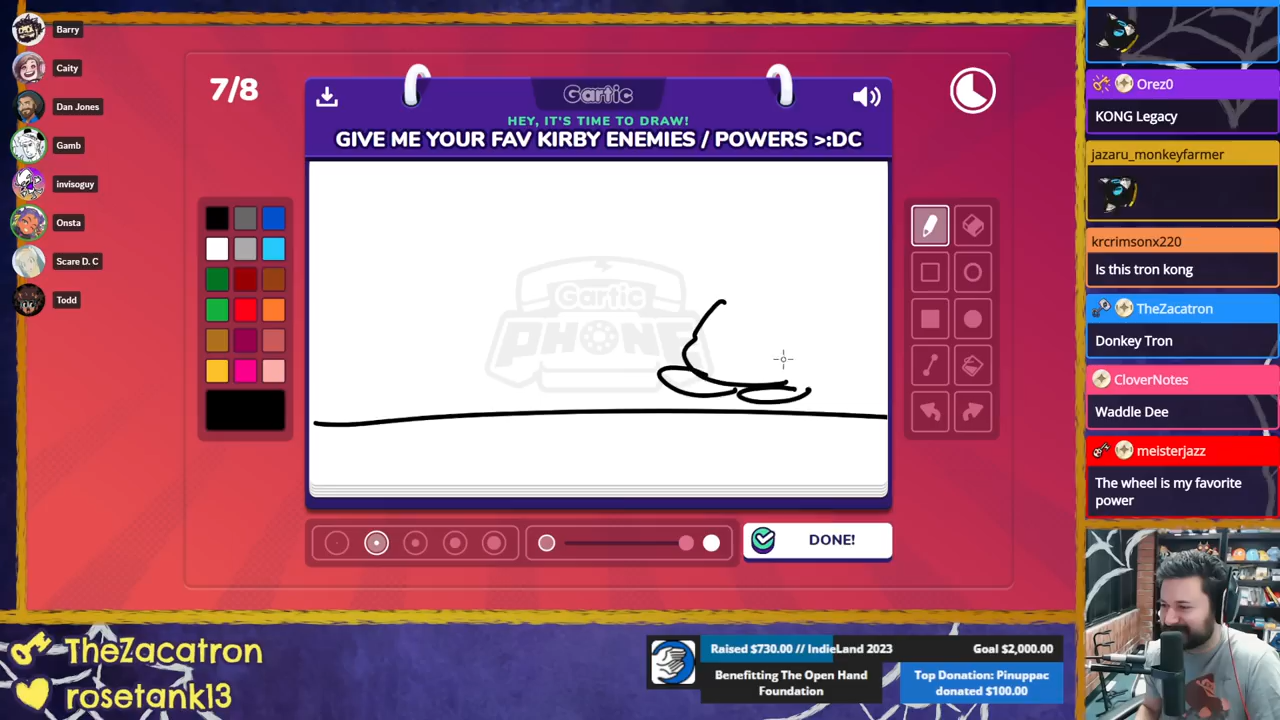 Barry
Caity
Dan Jones
Gamb
invisoguy
Onsta
Scare D. C
Todd
7/8
Gartic
HEY, IT'S TIME TO DRAW!
GIVE ME YOUR FAV KIRBY ENEMIES / POWERS >:DC
Gartic
PHONE
DONE!
Orez0
KONG Legacy
jazaru_monkeyfarmer
krcrimsonx220
Is this tron kong
TheZacatron
Donkey Tron
CloverNotes
Waddle Dee
meisterjazz
The wheel is my favorite
power
TheZacatron
rosetank13
Raised $730.00 // IndieLand 2023
Goal $2,000.00
Benefitting The Open Hand
Foundation
Top Donation: Pinuppac
donated $100.00